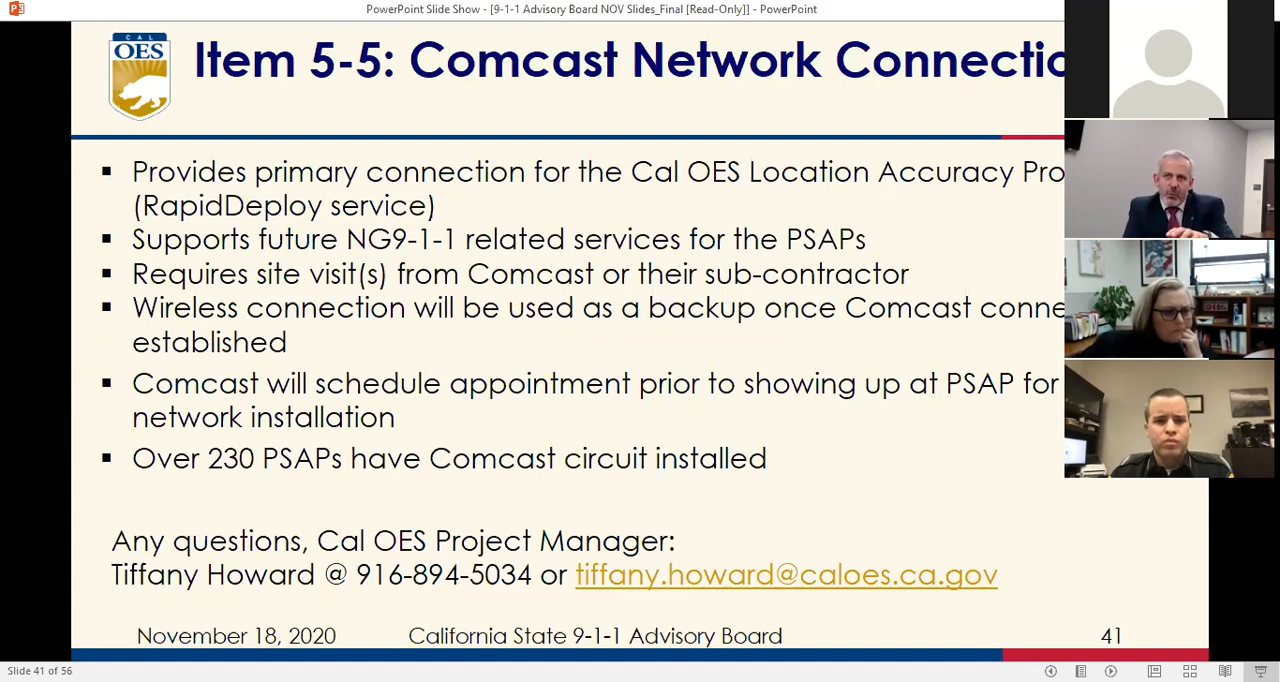 PowerPoint Slide Show - [9-1-1 Advisory Board NOV Slides_Final [Read-Only]] - PowerPoint
CAL
OES
Item 5-5: Comcast Network Connectio
▪ Provides primary connection for the Cal OES Location Accuracy Pro
(RapidDeploy service)
▪ Supports future NG9-1-1 related services for the PSAPs
▪ Requires site visit(s) from Comcast or their sub-contractor
▪ Wireless connection will be used as a backup once Comcast conne
established
▪ Comcast will schedule appointment prior to showing up at PSAP for
network installation
▪ Over 230 PSAPs have Comcast circuit installed
Any questions, Cal OES Project Manager:
Tiffany Howard @ 916-894-5034 or tiffany.howard@caloes.ca.gov
November 18, 2020 California State 9-1-1 Advisory Board 41
Slide 41 of 56